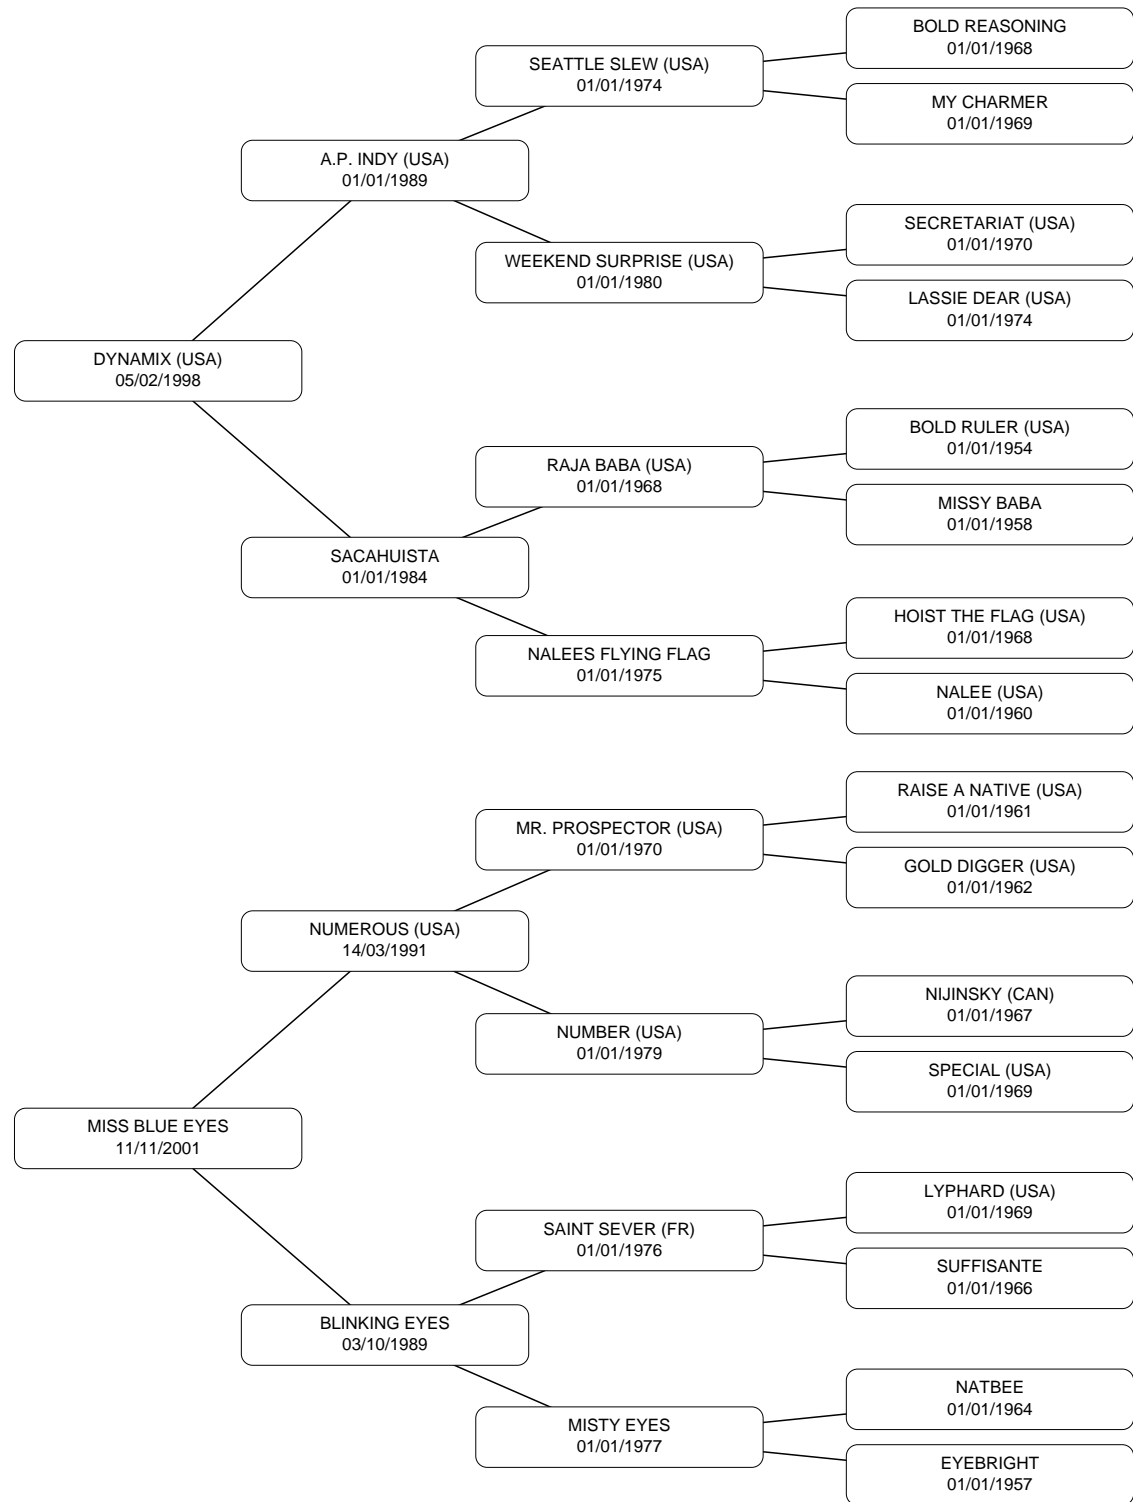 BOLD REASONING
01/01/1968
SEATTLE SLEW (USA)
01/01/1974
MY CHARMER
01/01/1969
A.P. INDY (USA)
01/01/1989
SECRETARIAT (USA)
01/01/1970
WEEKEND SURPRISE (USA)
01/01/1980
LASSIE DEAR (USA)
01/01/1974
DYNAMIX (USA)
05/02/1998
BOLD RULER (USA)
01/01/1954
RAJA BABA (USA)
01/01/1968
MISSY BABA
01/01/1958
SACAHUISTA
01/01/1984
HOIST THE FLAG (USA)
01/01/1968
NALEES FLYING FLAG
01/01/1975
NALEE (USA)
01/01/1960
RAISE A NATIVE (USA)
01/01/1961
MR. PROSPECTOR (USA)
01/01/1970
GOLD DIGGER (USA)
01/01/1962
NUMEROUS (USA)
14/03/1991
NIJINSKY (CAN)
01/01/1967
NUMBER (USA)
01/01/1979
SPECIAL (USA)
01/01/1969
MISS BLUE EYES
11/11/2001
LYPHARD (USA)
01/01/1969
SAINT SEVER (FR)
01/01/1976
SUFFISANTE
01/01/1966
BLINKING EYES
03/10/1989
NATBEE
01/01/1964
MISTY EYES
01/01/1977
EYEBRIGHT
01/01/1957